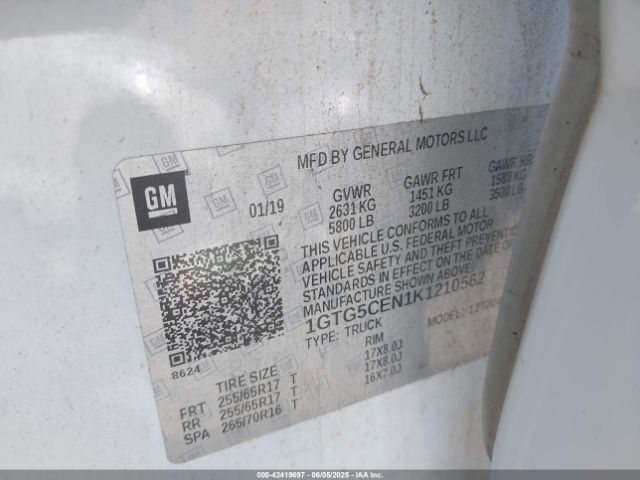 MFD BY GENERAL MOTORS LLC
GM
01/19
GVWR GAWR FRT GAWR RR
2631 KG 1451 KG 1588 KG
5800 LB 3200 LB 3500 LB
THIS VEHICLE CONFORMS TO ALL
APPLICABLE U.S. FEDERAL MOTOR
VEHICLE SAFETY AND THEFT PREVENTION
STANDARDS IN EFFECT ON THE DATE OF
MANUFACTURE SHOWN ABOVE.
1GTG5CEN1K1210562
TYPE: TRUCK MODEL:
8624
TIRE SIZE RIM
FRT 255/65R17 T 17X8.0J
RR 255/65R17 T 17X8.0J
SPA 265/70R16 T 16X7.0J
000-42419697 - 06/05/2025 - Copyright IAA, Inc.